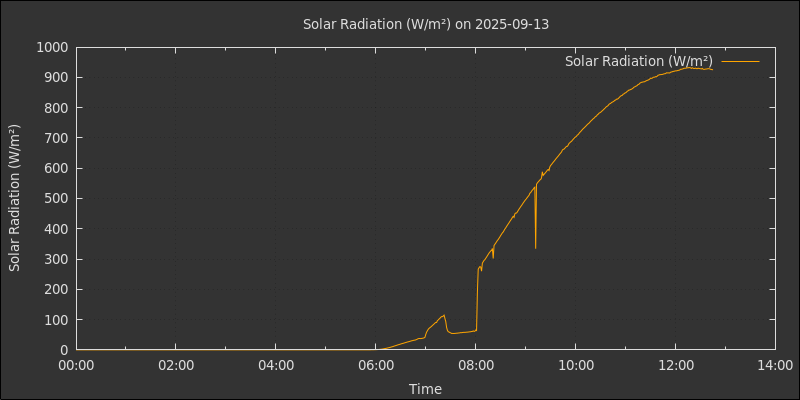 Solar Radiation (W/m²) on 2025-09-13
Solar Radiation (W/m²)
Solar Radiation (W/m²)
1000
900
800
700
600
500
400
300
200
100
0
00:00 02:00 04:00 06:00 08:00 10:00 12:00 14:00
Time